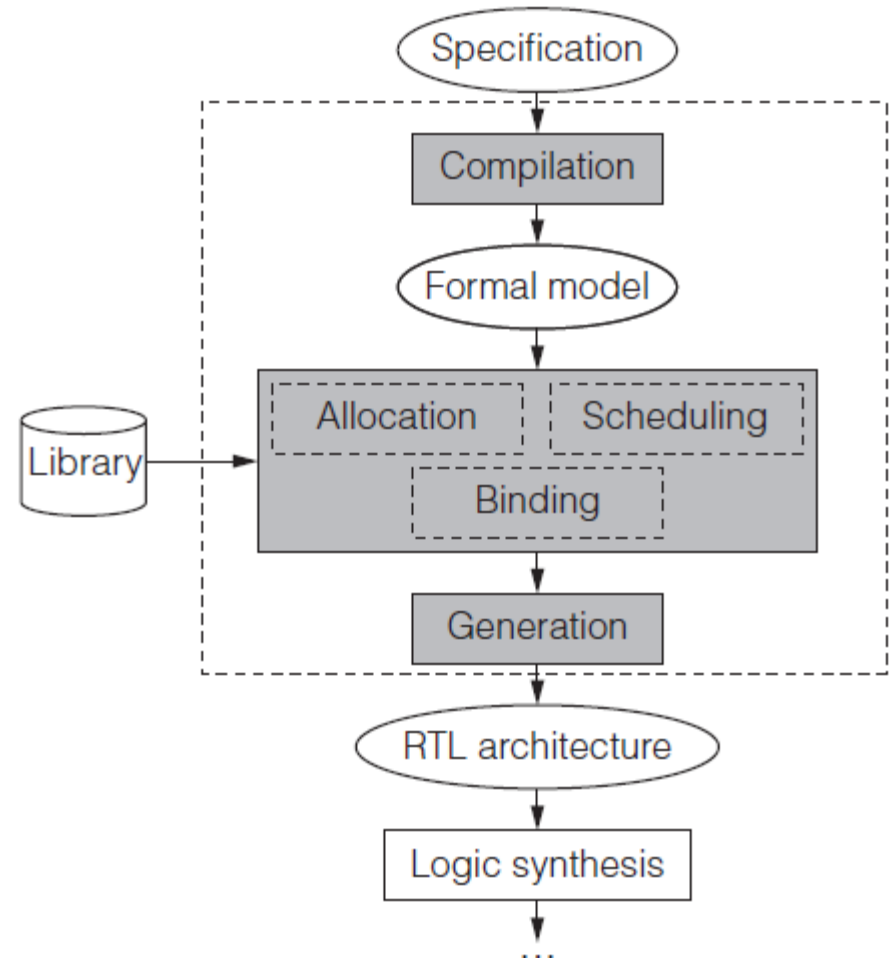 Specification
Compilation
Formal model
Allocation
Scheduling
Library
Binding
Generation
RTL architecture
Logic synthesis
...